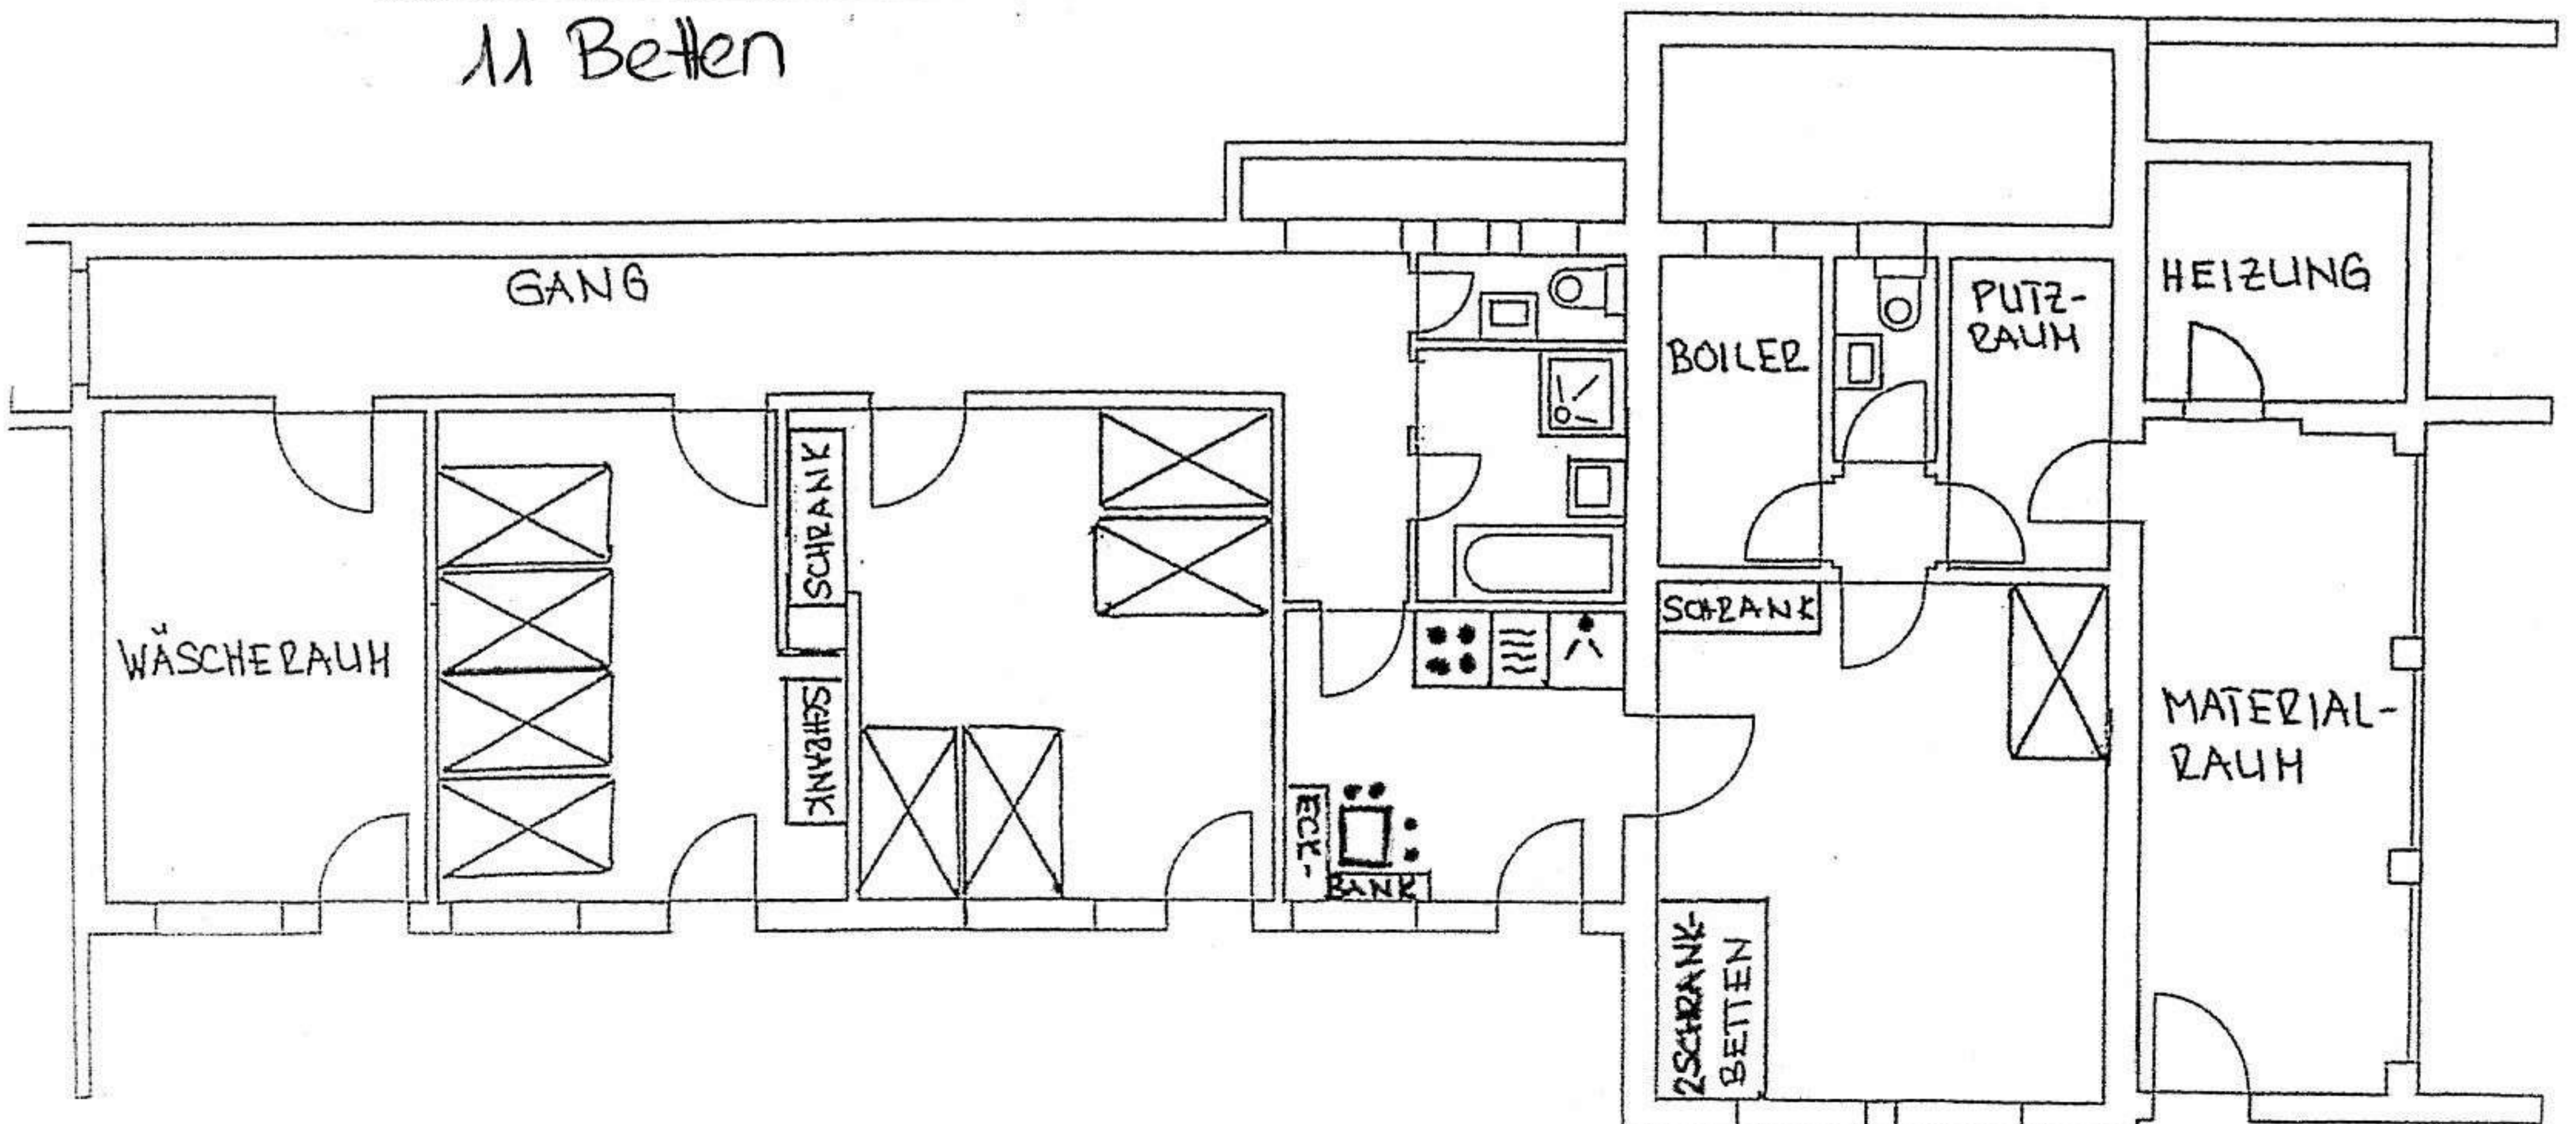 11 Betten
GANG
HEIZUNG
PUTZ-
RAUM
BOILER
SCHRANK
SCHRANK
WÄSCHERAUM
SCHRANK
MATERIAL-
RAUM
ECK-
BANK
2SCHRANK-
BETTEN